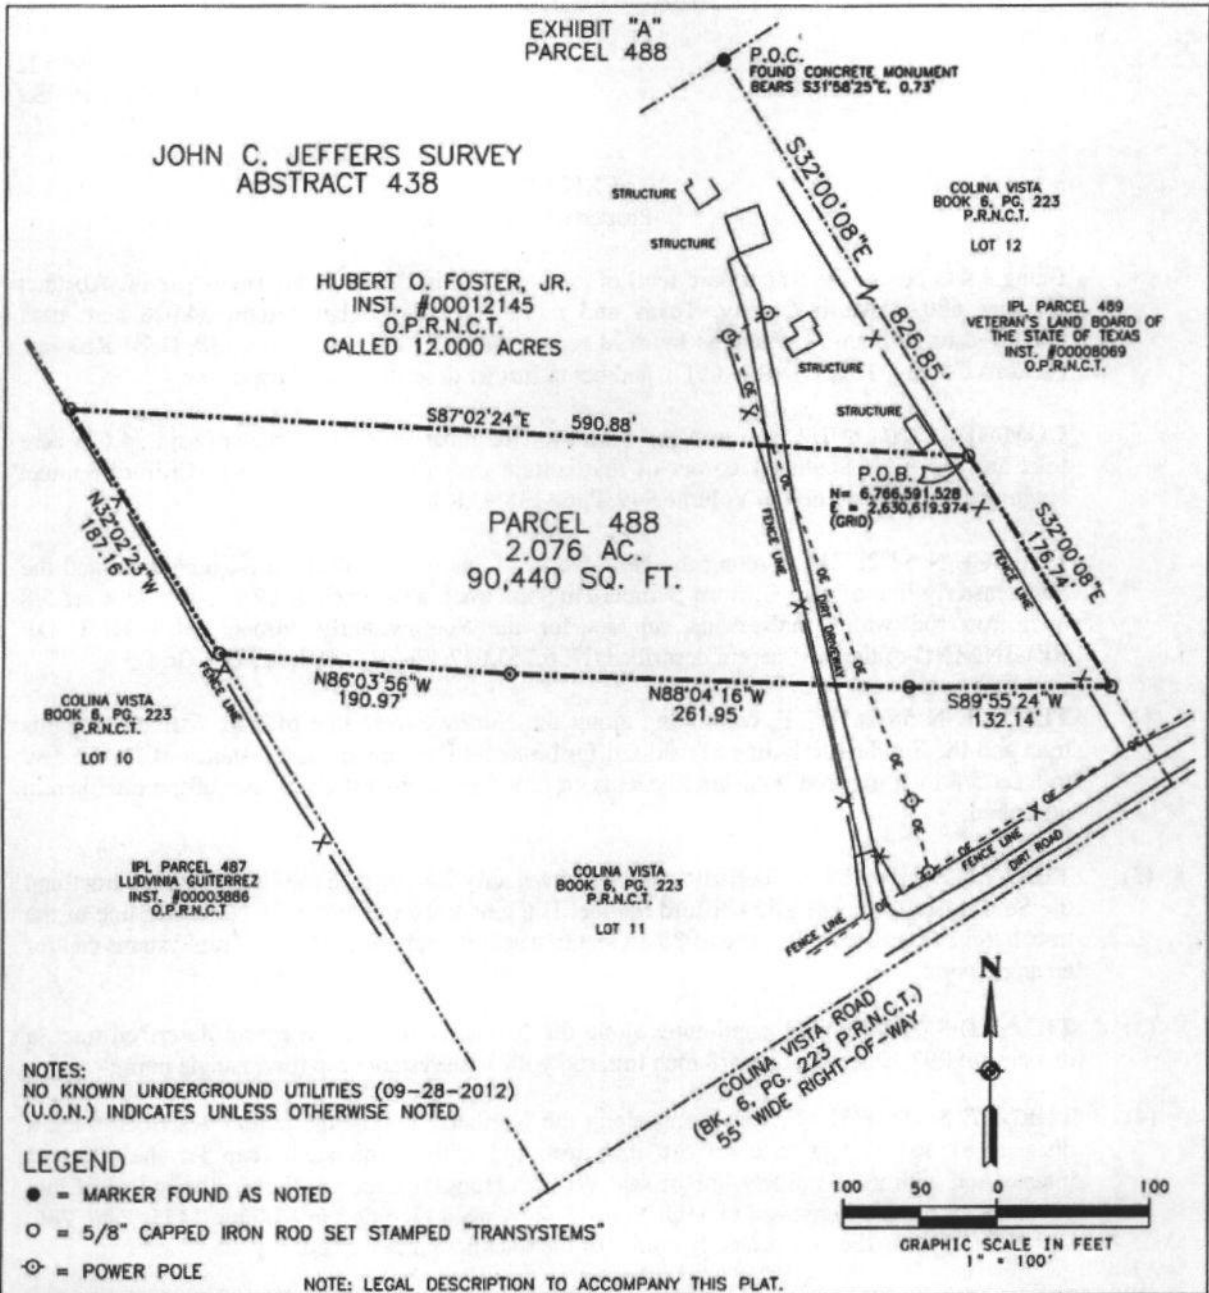 EXHIBIT "A"
PARCEL 488
P.O.C.
FOUND CONCRETE MONUMENT
BEARS S31°58'25"E, 0.73'
JOHN C. JEFFERS SURVEY
ABSTRACT 438
S32°00'08"E
826.85'
COLINA VISTA
BOOK 6, PG. 223
P.R.N.C.T.
LOT 12
STRUCTURE
STRUCTURE
HUBERT O. FOSTER, JR.
INST. #00012145
O.P.R.N.C.T.
CALLED 12.000 ACRES
IPL PARCEL 489
VETERAN'S LAND BOARD OF
THE STATE OF TEXAS
INST. #00008069
O.P.R.N.C.T.
STRUCTURE
OE
STRUCTURE
S87°02'24"E 590.88'
P.O.B.
N= 6,766,591.528
E = 2,630,619.974
(GRID)
N32°02'25"W
187.16'
PARCEL 488
2.076 AC.
90,440 SQ. FT.
FENCE LINE
OE
DIRT DRIVEWAY
OE
FENCE LINE
S32°00'08"E
176.74'
FENCE LINE
N86°03'56"W
190.97'
N88°04'16"W
261.95'
S89°55'24"W
132.14'
COLINA VISTA
BOOK 6, PG. 223
P.R.N.C.T.
LOT 10
OE
OE
OE
FENCE LINE
DIRT ROAD
IPL PARCEL 487
LUDVINIA GUITERREZ
INST. #00003886
O.P.R.N.C.T
COLINA VISTA
BOOK 6, PG. 223
P.R.N.C.T.
LOT 11
FENCE LINE
OE
N
COLINA VISTA ROAD
(BK. 6, PG. 223 P.R.N.C.T.)
55' WIDE RIGHT-OF-WAY
NOTES:
NO KNOWN UNDERGROUND UTILITIES (09-28-2012)
(U.O.N.) INDICATES UNLESS OTHERWISE NOTED
LEGEND
= MARKER FOUND AS NOTED
= 5/8" CAPPED IRON ROD SET STAMPED "TRANSYSTEMS"
= POWER POLE
100 50 0 100
GRAPHIC SCALE IN FEET
1" = 100'
NOTE: LEGAL DESCRIPTION TO ACCOMPANY THIS PLAT.